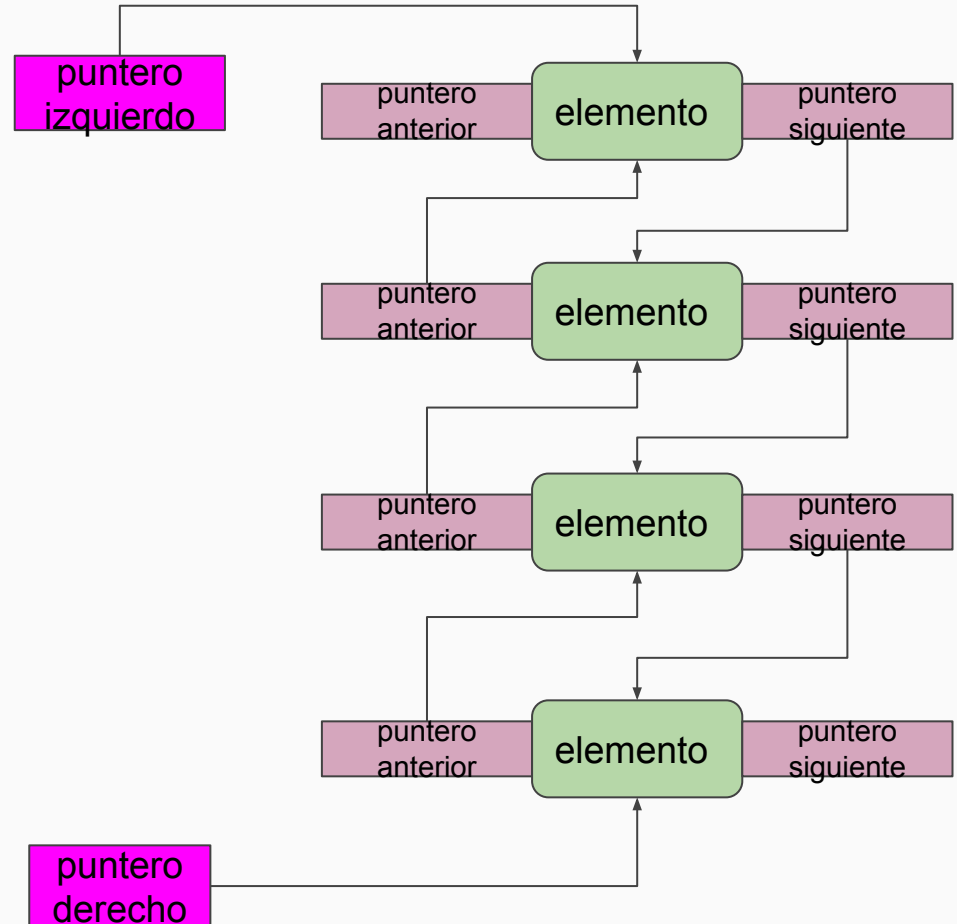 puntero
izquierdo
puntero
anterior
elemento
puntero
siguiente
puntero
anterior
elemento
puntero
siguiente
puntero
anterior
elemento
puntero
siguiente
puntero
anterior
elemento
puntero
siguiente
puntero
derecho